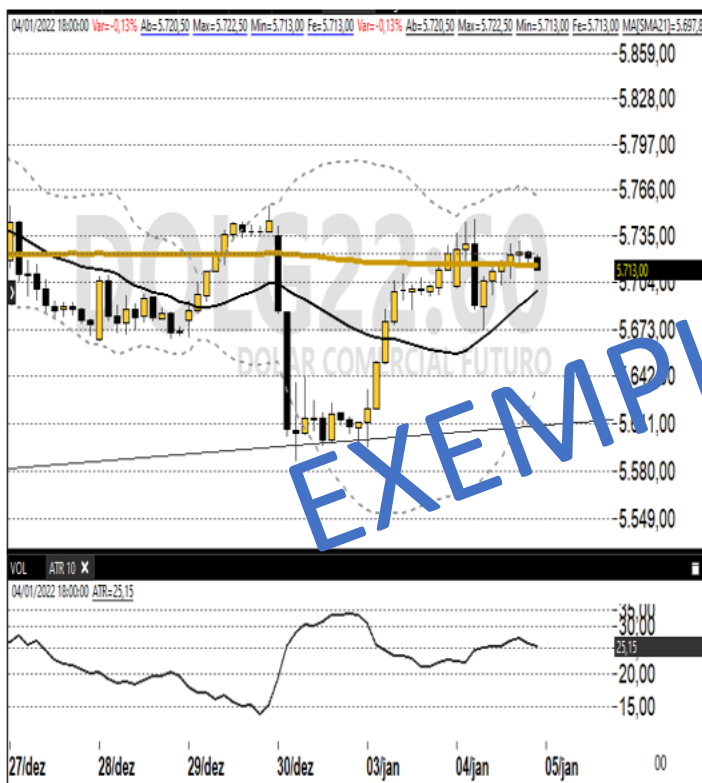 04/01/2022 18:00:00 Var=-0,13% Ab=5.720,50 Max=5.722,50 Min=5.713,00 Fe=5.713,00 Var=-0,13% Ab=5.720,50 Max=5.722,50 Min=5.713,00 Fe=5.713,00 MA[SMA21]=5.697,8
5.859,00
5.828,00
5.797,00
5.766,00
DOLG22:60
5.735,00
5.713,00
5.704,00
5.673,00
DOLAR COMERCIAL FUTURO
5.642,00
EXEMPL
5.611,00
5.580,00
5.549,00
VOL ATR 10 X
04/01/2022 18:00:00 ATR=25,15
35,00
30,00
25,15
20,00
15,00
27/dez 28/dez 29/dez 30/dez 03/jan 04/jan 05/jan 00